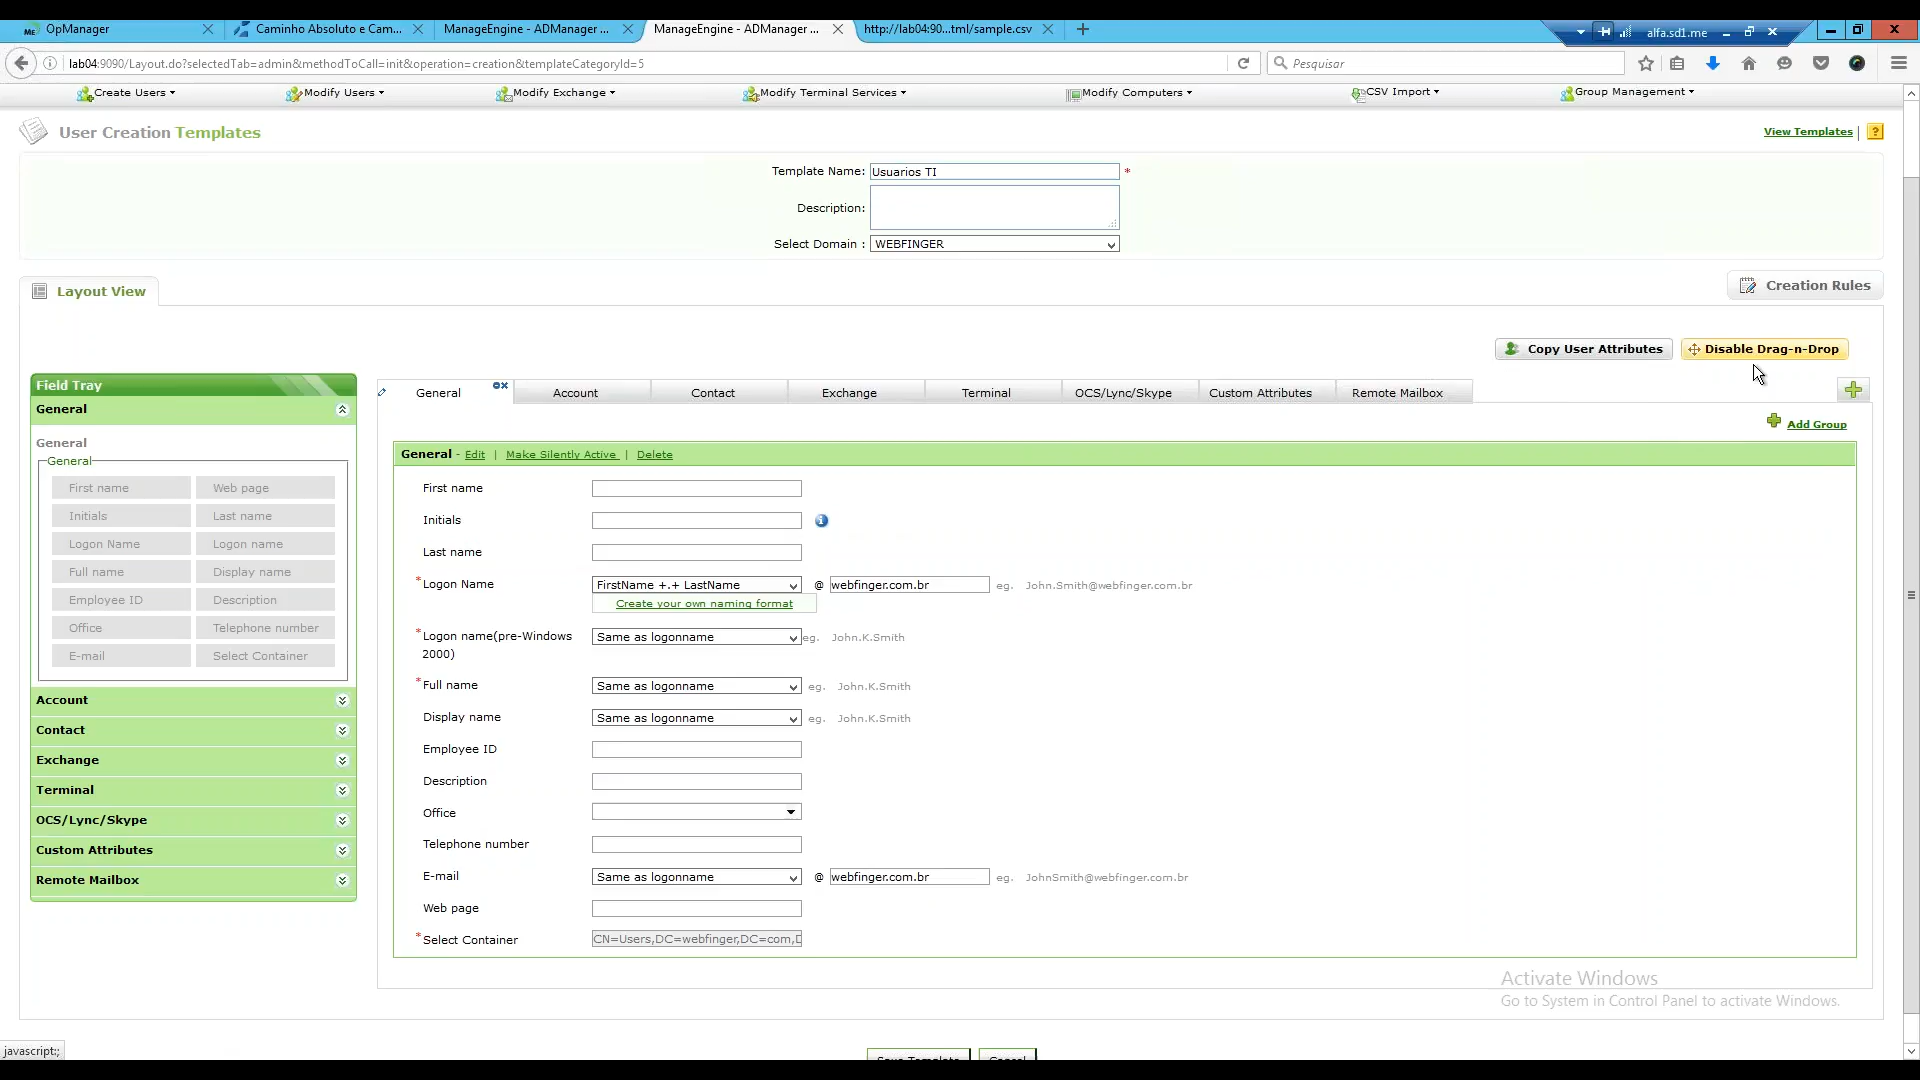 OpManager
Caminho Absoluto e Cam...
ManageEngine - ADManager ...
ManageEngine - ADManager ...
http://lab04:90...tml/sample.csv
alfa.sd1.me
lab04:9090/Layout.do?selectedTab=admin&methodToCall=init&operation=creation&templateCategoryId=5
Pesquisar
Create Users
Modify Users
Modify Exchange
Modify Terminal Services
Modify Computers
CSV Import
Group Management
User Creation Templates
View Templates
?
Template Name: Usuarios TI *
Description:
Select Domain : WEBFINGER
Layout View
Creation Rules
Copy User Attributes
Disable Drag-n-Drop
Field Tray
General
General
General
First name Web page
Initials Last name
Logon Name Logon name
Full name Display name
Employee ID Description
Office Telephone number
E-mail Select Container
Account
Contact
Exchange
Terminal
OCS/Lync/Skype
Custom Attributes
Remote Mailbox
General
Account
Contact
Exchange
Terminal
OCS/Lync/Skype
Custom Attributes
Remote Mailbox
Add Group
General - Edit | Make Silently Active | Delete
First name
Initials
Last name
*Logon Name FirstName +.+ LastName @ webfinger.com.br eg. John.Smith@webfinger.com.br
Create your own naming format
*Logon name(pre-Windows 2000) Same as logonname eg. John.K.Smith
*Full name Same as logonname eg. John.K.Smith
Display name Same as logonname eg. John.K.Smith
Employee ID
Description
Office
Telephone number
E-mail Same as logonname @ webfinger.com.br eg. JohnSmith@webfinger.com.br
Web page
*Select Container CN=Users,DC=webfinger,DC=com,D
Activate Windows
Go to System in Control Panel to activate Windows.
javascript:;
Save Template
Cancel